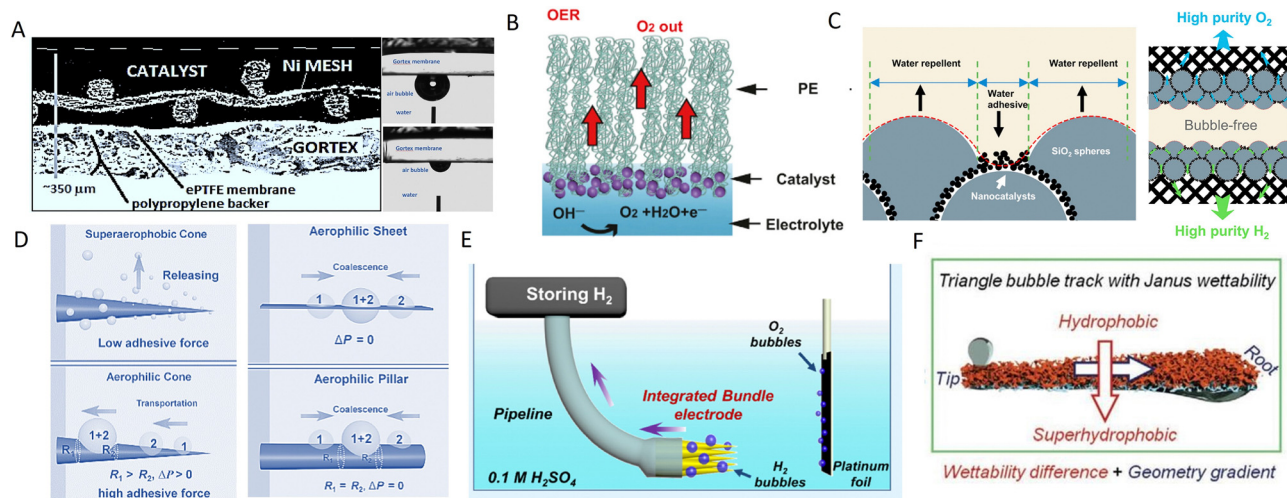 A
CATALYST
Ni MESH
GORTEX
~350 μm
ePTFE membrane
polypropylene backer
Gortex membrane
air bubble
water
Gortex membrane
air bubble
water
B
OER
O₂ out
PE
Catalyst
OH⁻
O₂ +H₂O+e⁻
Electrolyte
C
Water repellent
Water repellent
Water
adhesive
SiO₂ spheres
Nanocatalysts
High purity O₂
Bubble-free
High purity H₂
D
Superaerophobic Cone
Releasing
Low adhesive force
Aerophilic Sheet
Coalescence
1
1+2
2
ΔP = 0
Aerophilic Cone
Transportation
1+2
2
1
R₁ > R₂, ΔP > 0
high adhesive force
Aerophilic Pillar
Coalescence
1
1+2
2
R₁
R₂
R₁ = R₂, ΔP = 0
E
Storing H₂
O₂
bubbles
Pipeline
Integrated Bundle
electrode
0.1 M H₂SO₄
H₂
bubbles
Platinum
foil
F
Triangle bubble track with Janus wettability
Hydrophobic
Tip
Root
Superhydrophobic
Wettability difference + Geometry gradient